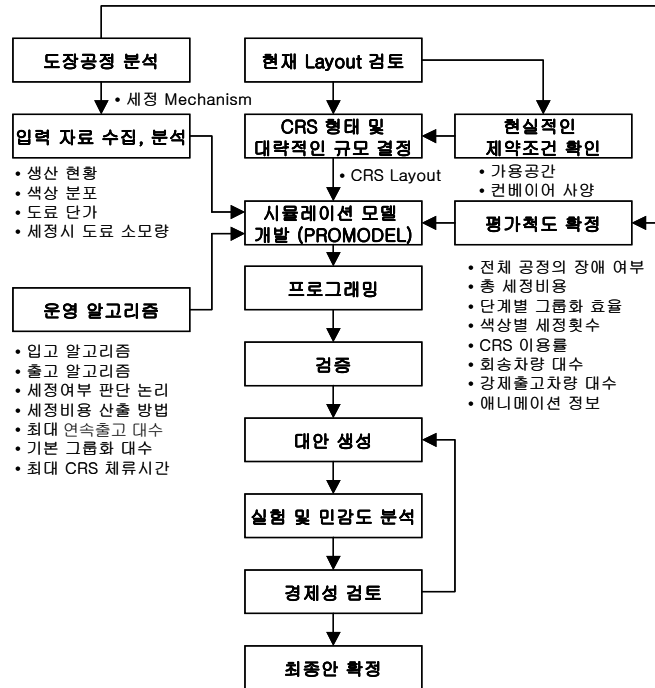 도장공정 분석
현재 Layout 검토
• 세정 Mechanism
입력 자료 수집, 분석
CRS 형태 및
대략적인 규모 결정
현실적인
제약조건 확인
• 생산 현황
• 색상 분포
• 도료 단가
• 세정시 도료 소모량
• CRS Layout
• 가용공간
• 컨베이어 사양
시뮬레이션 모델
개발 (PROMODEL)
평가척도 확정
• 전체 공정의 장애 여부
• 총 세정비용
• 단계별 그룹화 효율
• 색상별 세정횟수
• CRS 이용률
• 회송차량 대수
• 강제출고차량 대수
• 애니메이션 정보
운영 알고리즘
• 입고 알고리즘
• 출고 알고리즘
• 세정여부 판단 논리
• 세정비용 산출 방법
• 최대 연속출고 대수
• 기본 그룹화 대수
• 최대 CRS 체류시간
프로그래밍
검증
대안 생성
실험 및 민감도 분석
경제성 검토
최종안 확정